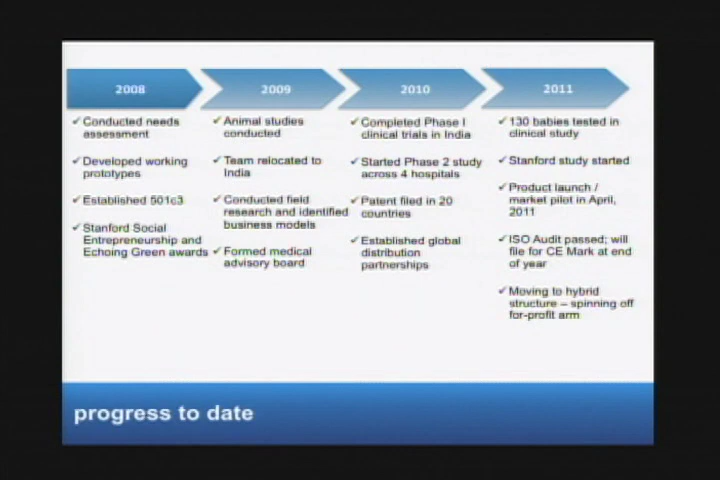 2008
✓ Conducted needs
assessment
✓ Developed working
prototypes
✓ Established 501c3
✓ Stanford Social
Entrepreneurship and
Echoing Green awards
2009
✓ Animal studies
conducted
✓ Team relocated to
India
✓ Conducted field
research and identified
business models
✓ Formed medical
advisory board
2010
✓ Completed Phase I
clinical trials in India
✓ Started Phase 2 study
across 4 hospitals
✓ Patent filed in 20
countries
✓ Established global
distribution
partnerships
2011
✓ 130 babies tested in
clinical study
✓ Stanford study started
✓ Product launch /
market pilot in April,
2011
✓ ISO Audit passed; will
file for CE Mark at end
of year
✓ Moving to hybrid
structure – spinning off
for-profit arm
progress to date